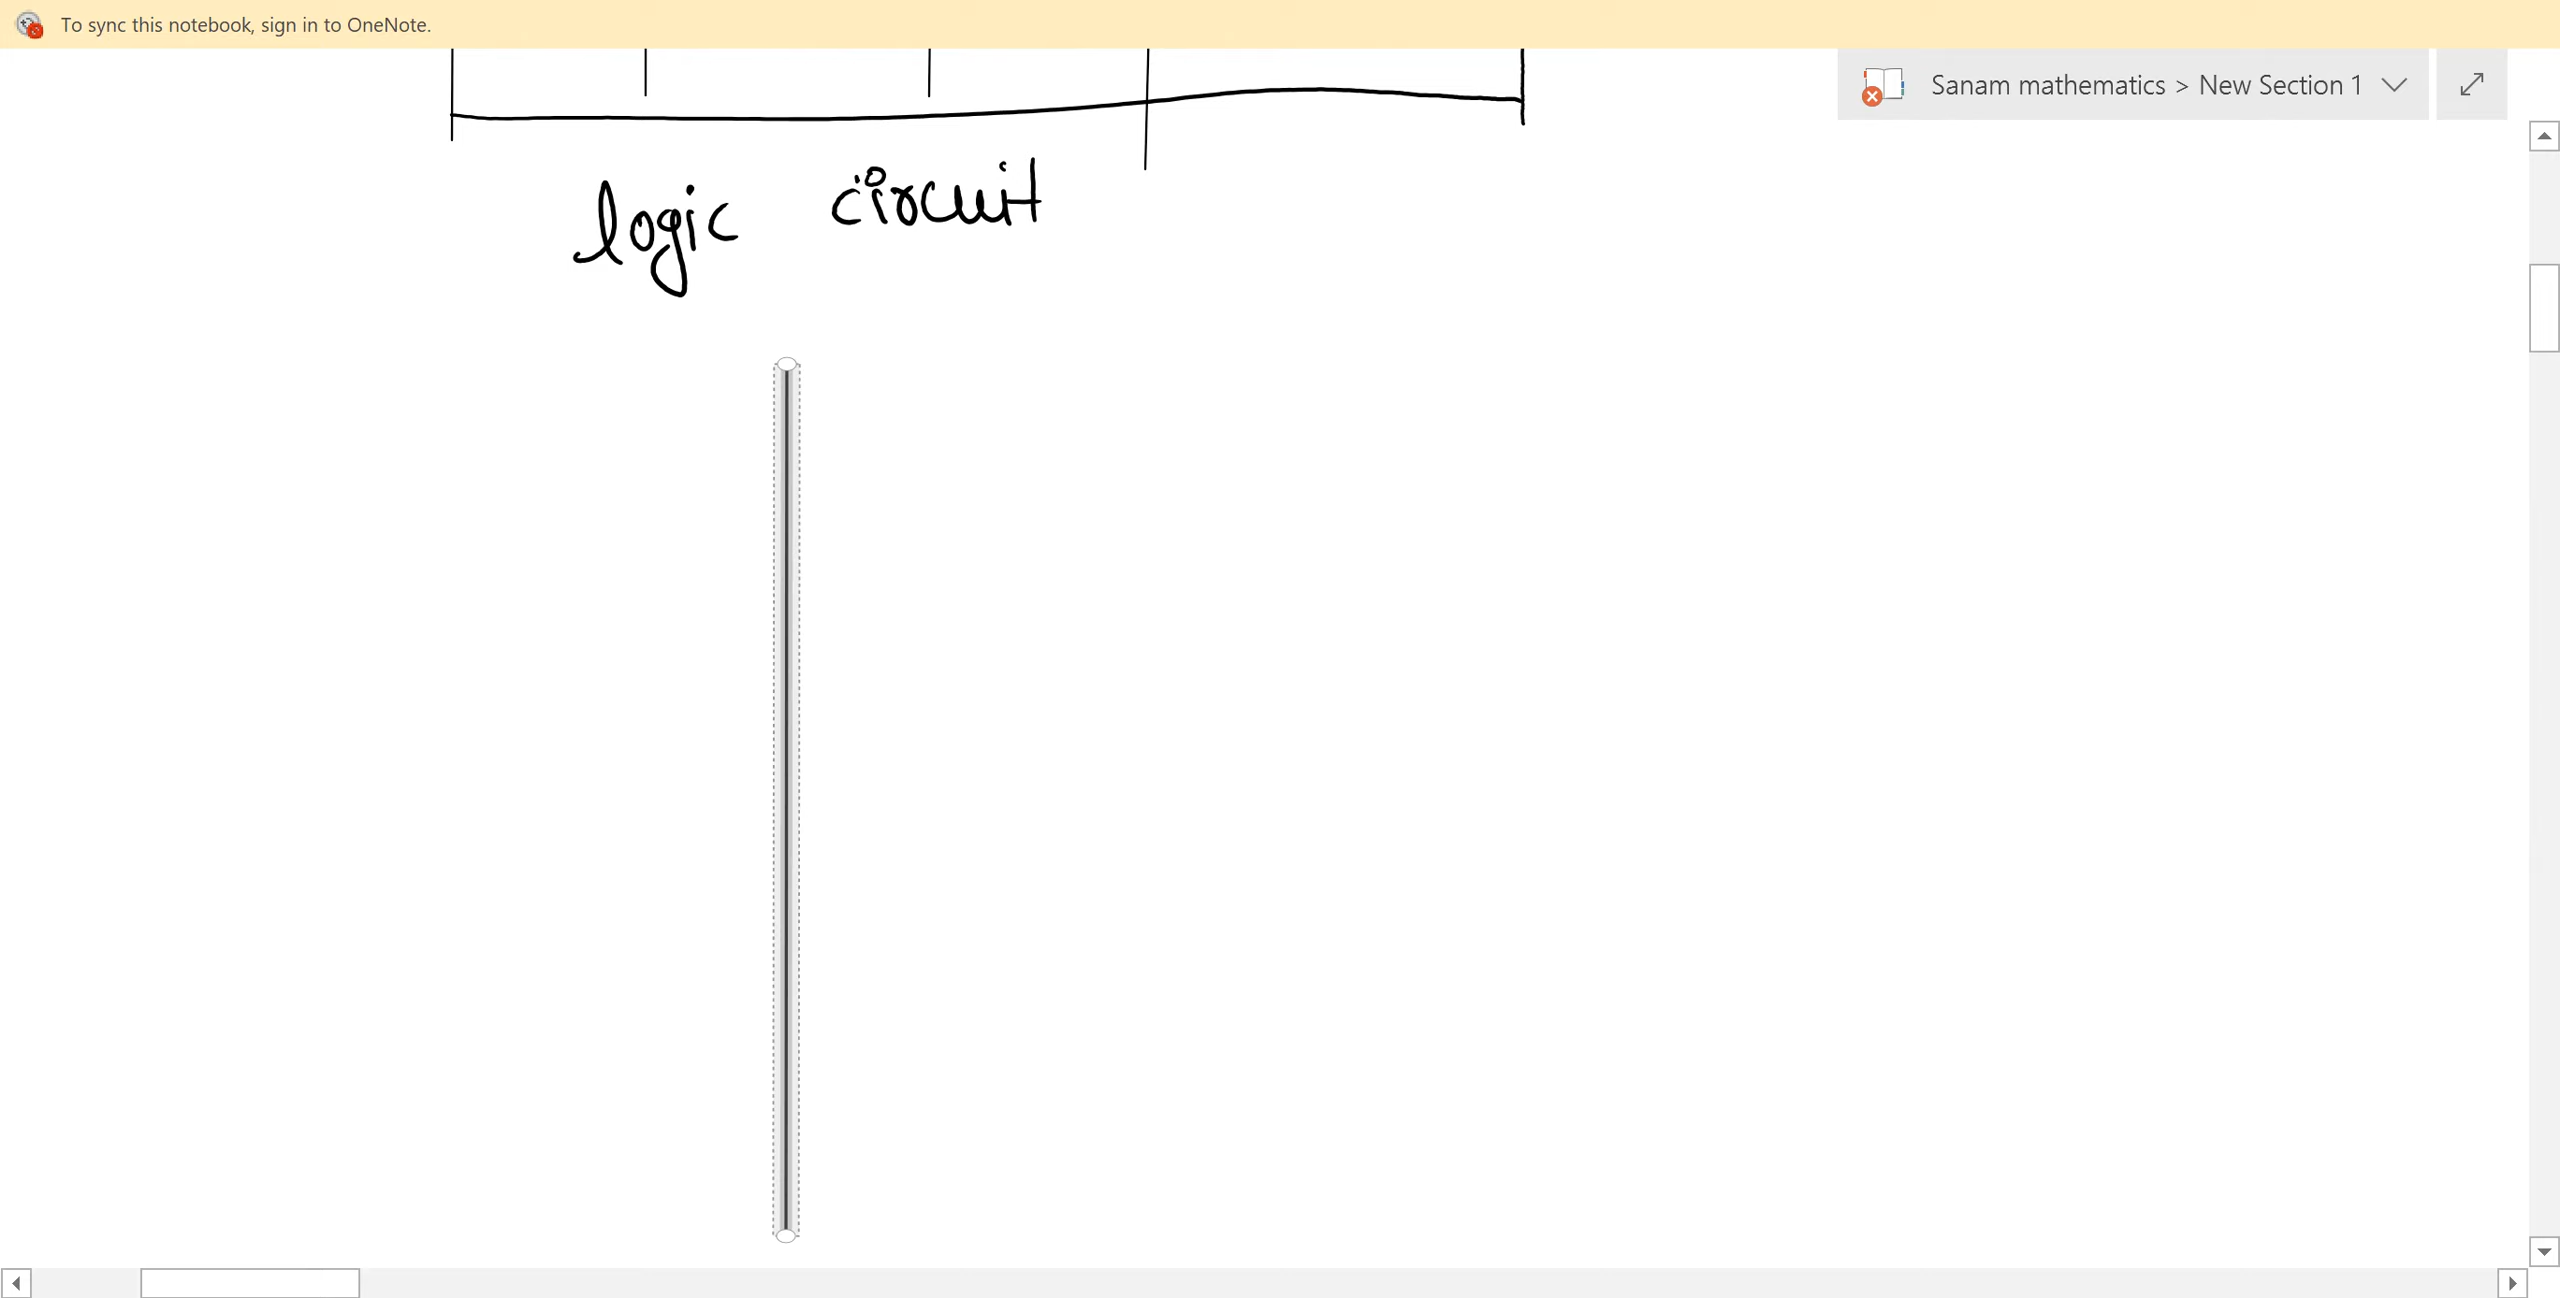 To sync this notebook, sign in to OneNote.
Sanam mathematics > New Section 1
logic circuit